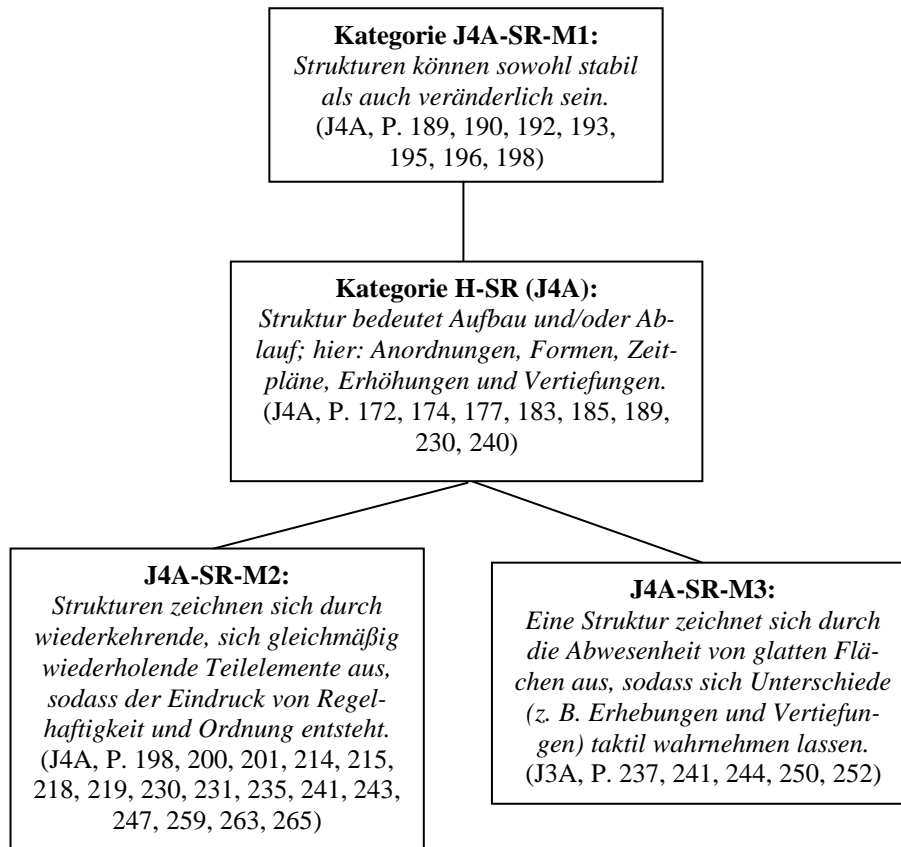 Kategorie J4A-SR-M1:
Strukturen können sowohl stabil
als auch veränderlich sein.
(J4A, P. 189, 190, 192, 193,
195, 196, 198)
Kategorie H-SR (J4A):
Struktur bedeutet Aufbau und/oder Ab-
lauf; hier: Anordnungen, Formen, Zeit-
pläne, Erhöhungen und Vertiefungen.
(J4A, P. 172, 174, 177, 183, 185, 189,
230, 240)
J4A-SR-M2:
Strukturen zeichnen sich durch
wiederkehrende, sich gleichmäßig
wiederholende Teilelemente aus,
sodass der Eindruck von Regel-
haftigkeit und Ordnung entsteht.
(J4A, P. 198, 200, 201, 214, 215,
218, 219, 230, 231, 235, 241, 243,
247, 259, 263, 265)
J4A-SR-M3:
Eine Struktur zeichnet sich durch
die Abwesenheit von glatten Flä-
chen aus, sodass sich Unterschiede
(z. B. Erhebungen und Vertiefun-
gen) taktil wahrnehmen lassen.
(J3A, P. 237, 241, 244, 250, 252)